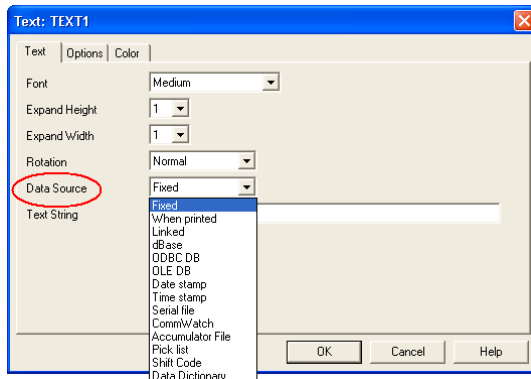 Text: TEXT1
Text Options Color
Font Medium
Expand Height 1
Expand Width 1
Rotation Normal
Data Source Fixed
Text String
Fixed
When printed
Linked
dBase
ODBC DB
OLE DB
Date stamp
Time stamp
Serial file
CommWatch
Accumulator File
Pick list
Shift Code
Data Dictionary
OK Cancel Help